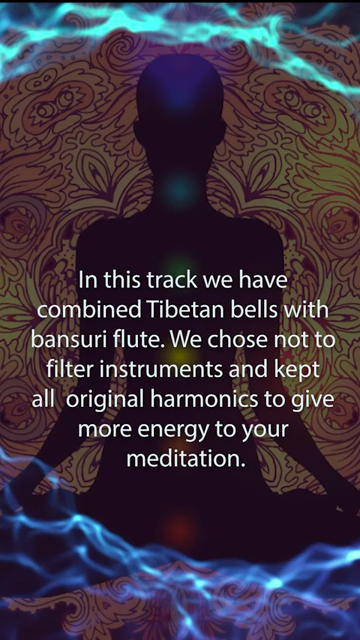 In this track we have
combined Tibetan bells with
bansuri flute. We chose not to
filter instruments and kept
all  original harmonics to give
more energy to your
meditation.